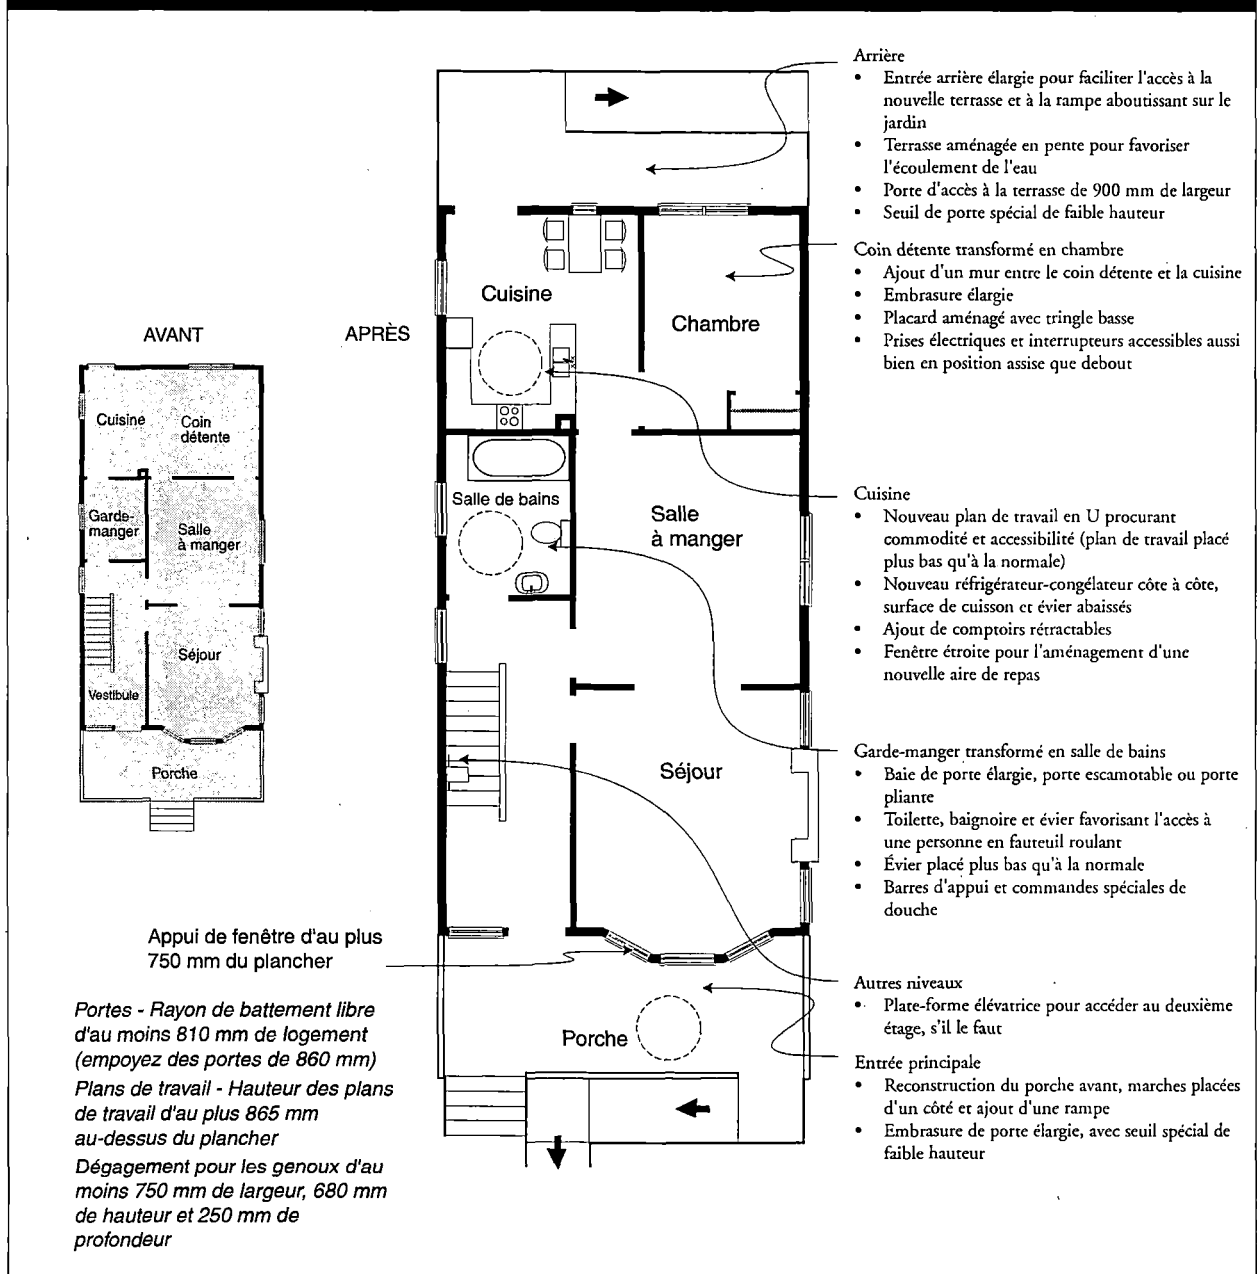 AVANT
Cuisine
Coin
détente
Garde-
manger
Salle
à manger
Séjour
Vestibule
Porche
APRÈS
Cuisine
Chambre
Salle de bains
Salle
à manger
Séjour
Porche
Appui de fenêtre d'au plus
750 mm du plancher
Portes - Rayon de battement libre
d'au moins 810 mm de logement
(empoyez des portes de 860 mm)
Plans de travail - Hauteur des plans
de travail d'au plus 865 mm
au-dessus du plancher
Dégagement pour les genoux d'au
moins 750 mm de largeur, 680 mm
de hauteur et 250 mm de
profondeur
Arrière
• Entrée arrière élargie pour faciliter l'accès à la
nouvelle terrasse et à la rampe aboutissant sur le
jardin
• Terrasse aménagée en pente pour favoriser
l'écoulement de l'eau
• Porte d'accès à la terrasse de 900 mm de largeur
• Seuil de porte spécial de faible hauteur
Coin détente transformé en chambre
• Ajout d'un mur entre le coin détente et la cuisine
• Embrasure élargie
• Placard aménagé avec tringle basse
• Prises électriques et interrupteurs accessibles aussi
bien en position assise que debout
Cuisine
• Nouveau plan de travail en U procurant
commodité et accessibilité (plan de travail placé
plus bas qu'à la normale)
• Nouveau réfrigérateur-congélateur côte à côte,
surface de cuisson et évier abaissés
• Ajout de comptoirs rétractables
• Fenêtre étroite pour l'aménagement d'une
nouvelle aire de repas
Garde-manger transformé en salle de bains
• Baie de porte élargie, porte escamotable ou porte
pliante
• Toilette, baignoire et évier favorisant l'accès à
une personne en fauteuil roulant
• Évier placé plus bas qu'à la normale
• Barres d'appui et commandes spéciales de
douche
Autres niveaux
• Plate-forme élévatrice pour accéder au deuxième
étage, s'il le faut
Entrée principale
• Reconstruction du porche avant, marches placées
d'un côté et ajout d'une rampe
• Embrasure de porte élargie, avec seuil spécial de
faible hauteur